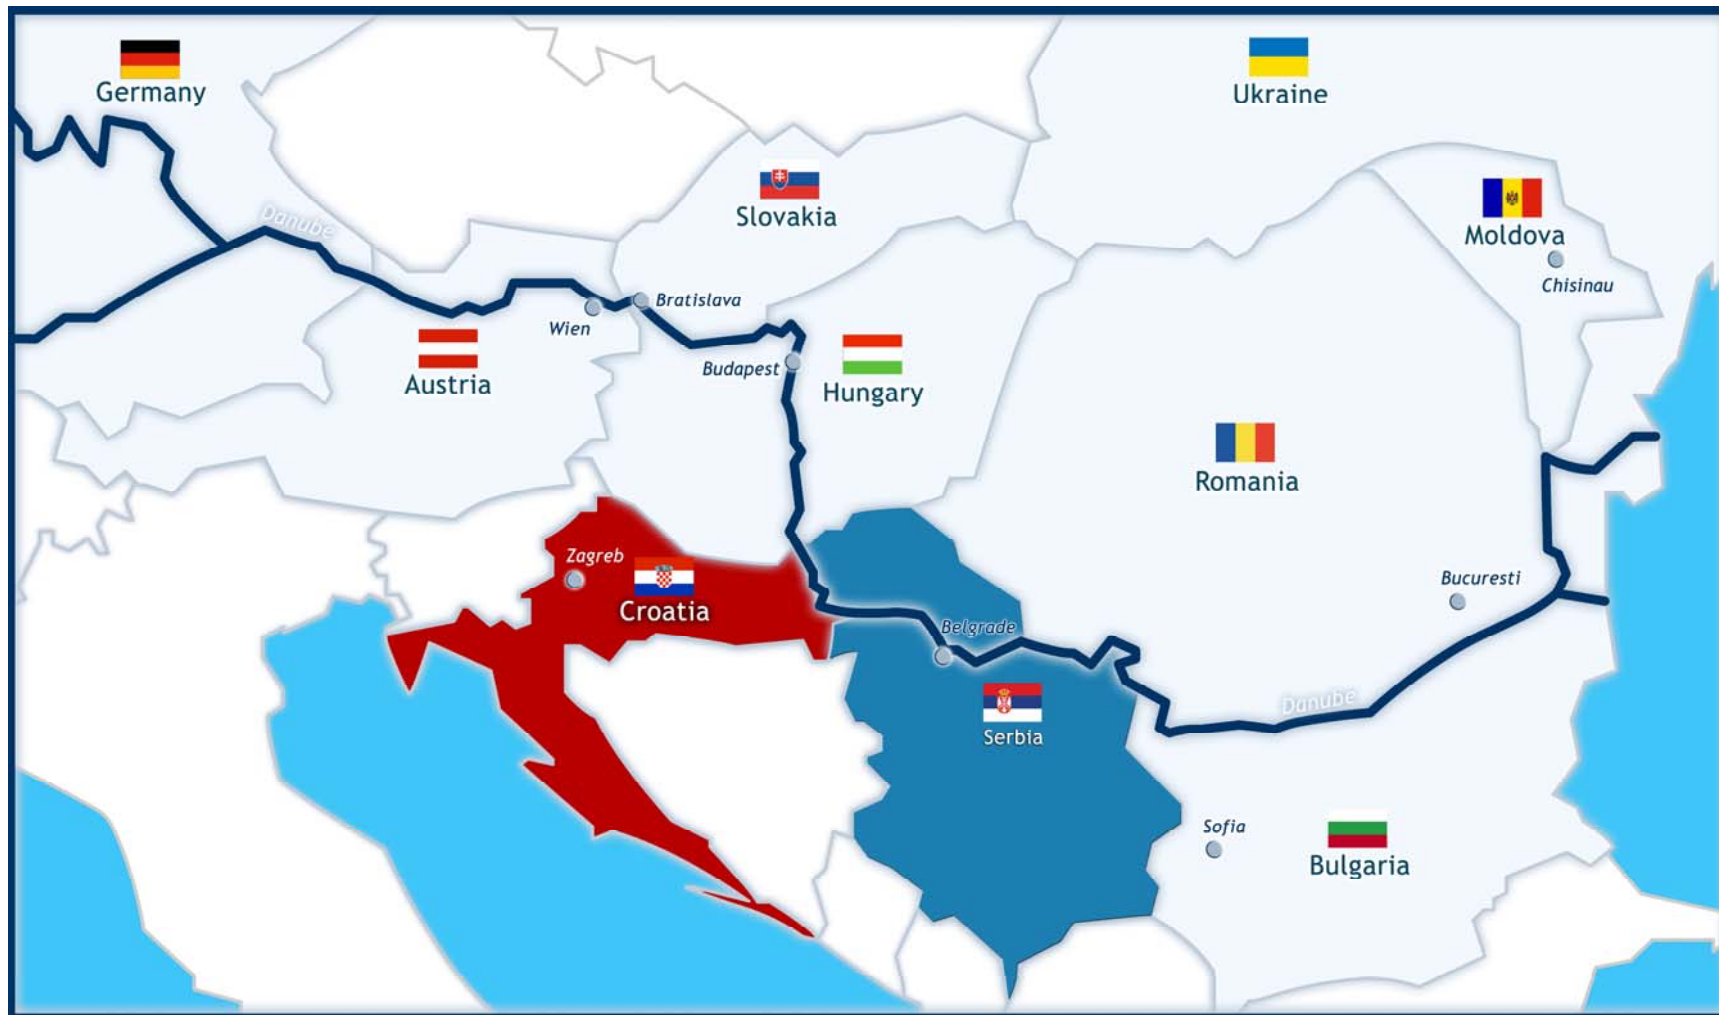 Germany
Ukraine
Slovakia
Moldova
Danube
Chisinau
Bratislava
Wien
Budapest
Austria
Hungary
Romania
Zagreb
Croatia
Bucuresti
Belgrade
Danube
Serbia
Sofia
Bulgaria